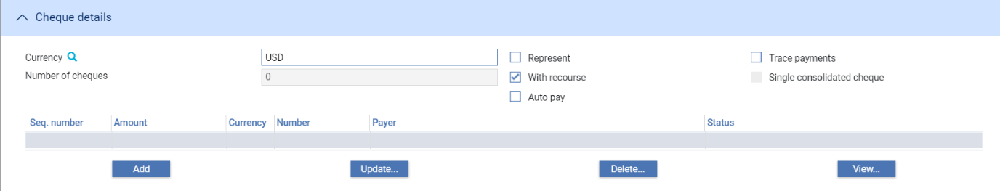 Cheque details
Currency USD Represent Trace payments
Number of cheques 0 With recourse Single consolidated cheque
Auto pay
Seq. number Amount Currency Number Payer Status
Add Update... Delete... View...